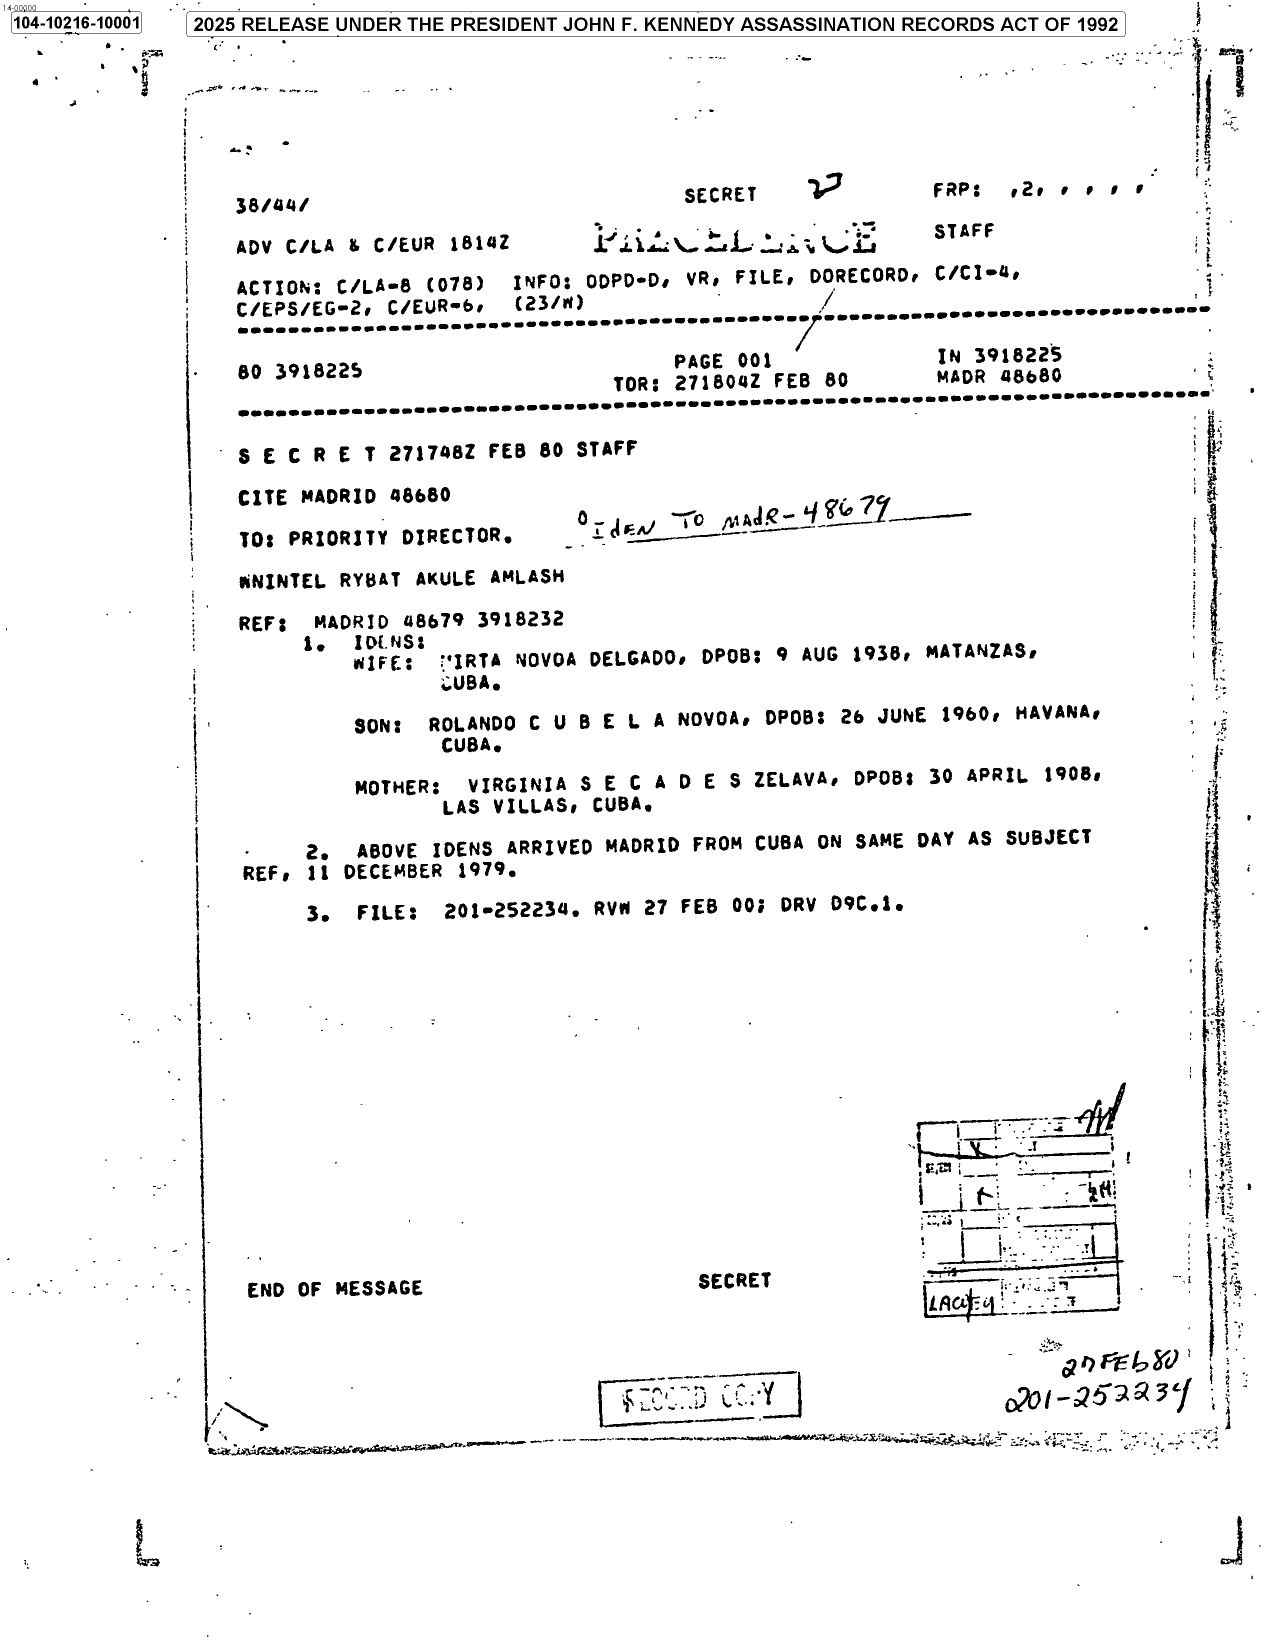 14-00000
104-10216-10001
2025 RELEASE UNDER THE PRESIDENT JOHN F. KENNEDY ASSASSINATION RECORDS ACT OF 1992
38/44/ SECRET FRP: ,2, , , , ,
ADV C/LA & C/EUR 1814Z STAFF
ACTION: C/LA-8 (078) INFO: ODPD-D, VR, FILE, DORECORD, C/CI-4,
C/EPS/EG-2, C/EUR-6, (23/W)
80 3918225 PAGE 001 IN 3918225
TOR: 271804Z FEB 80 MADR 48680
S E C R E T 271748Z FEB 80 STAFF
CITE MADRID 48680
TO: PRIORITY DIRECTOR.
IdEN TO MAdR-48679
WNINTEL RYBAT AKULE AMLASH
REF: MADRID 48679 3918232
1. IDENS:
WIFE: MIRTA NOVOA DELGADO, DPOB: 9 AUG 1938, MATANZAS,
CUBA.
SON: ROLANDO C U B E L A NOVOA, DPOB: 26 JUNE 1960, HAVANA,
CUBA.
MOTHER: VIRGINIA S E C A D E S ZELAVA, DPOB: 30 APRIL 1908,
LAS VILLAS, CUBA.
2. ABOVE IDENS ARRIVED MADRID FROM CUBA ON SAME DAY AS SUBJECT
REF, 11 DECEMBER 1979.
3. FILE: 201-252234. RVW 27 FEB 00; DRV D9C.1.
END OF MESSAGE SECRET
RECORD COPY
27 FEb 80
201-252234